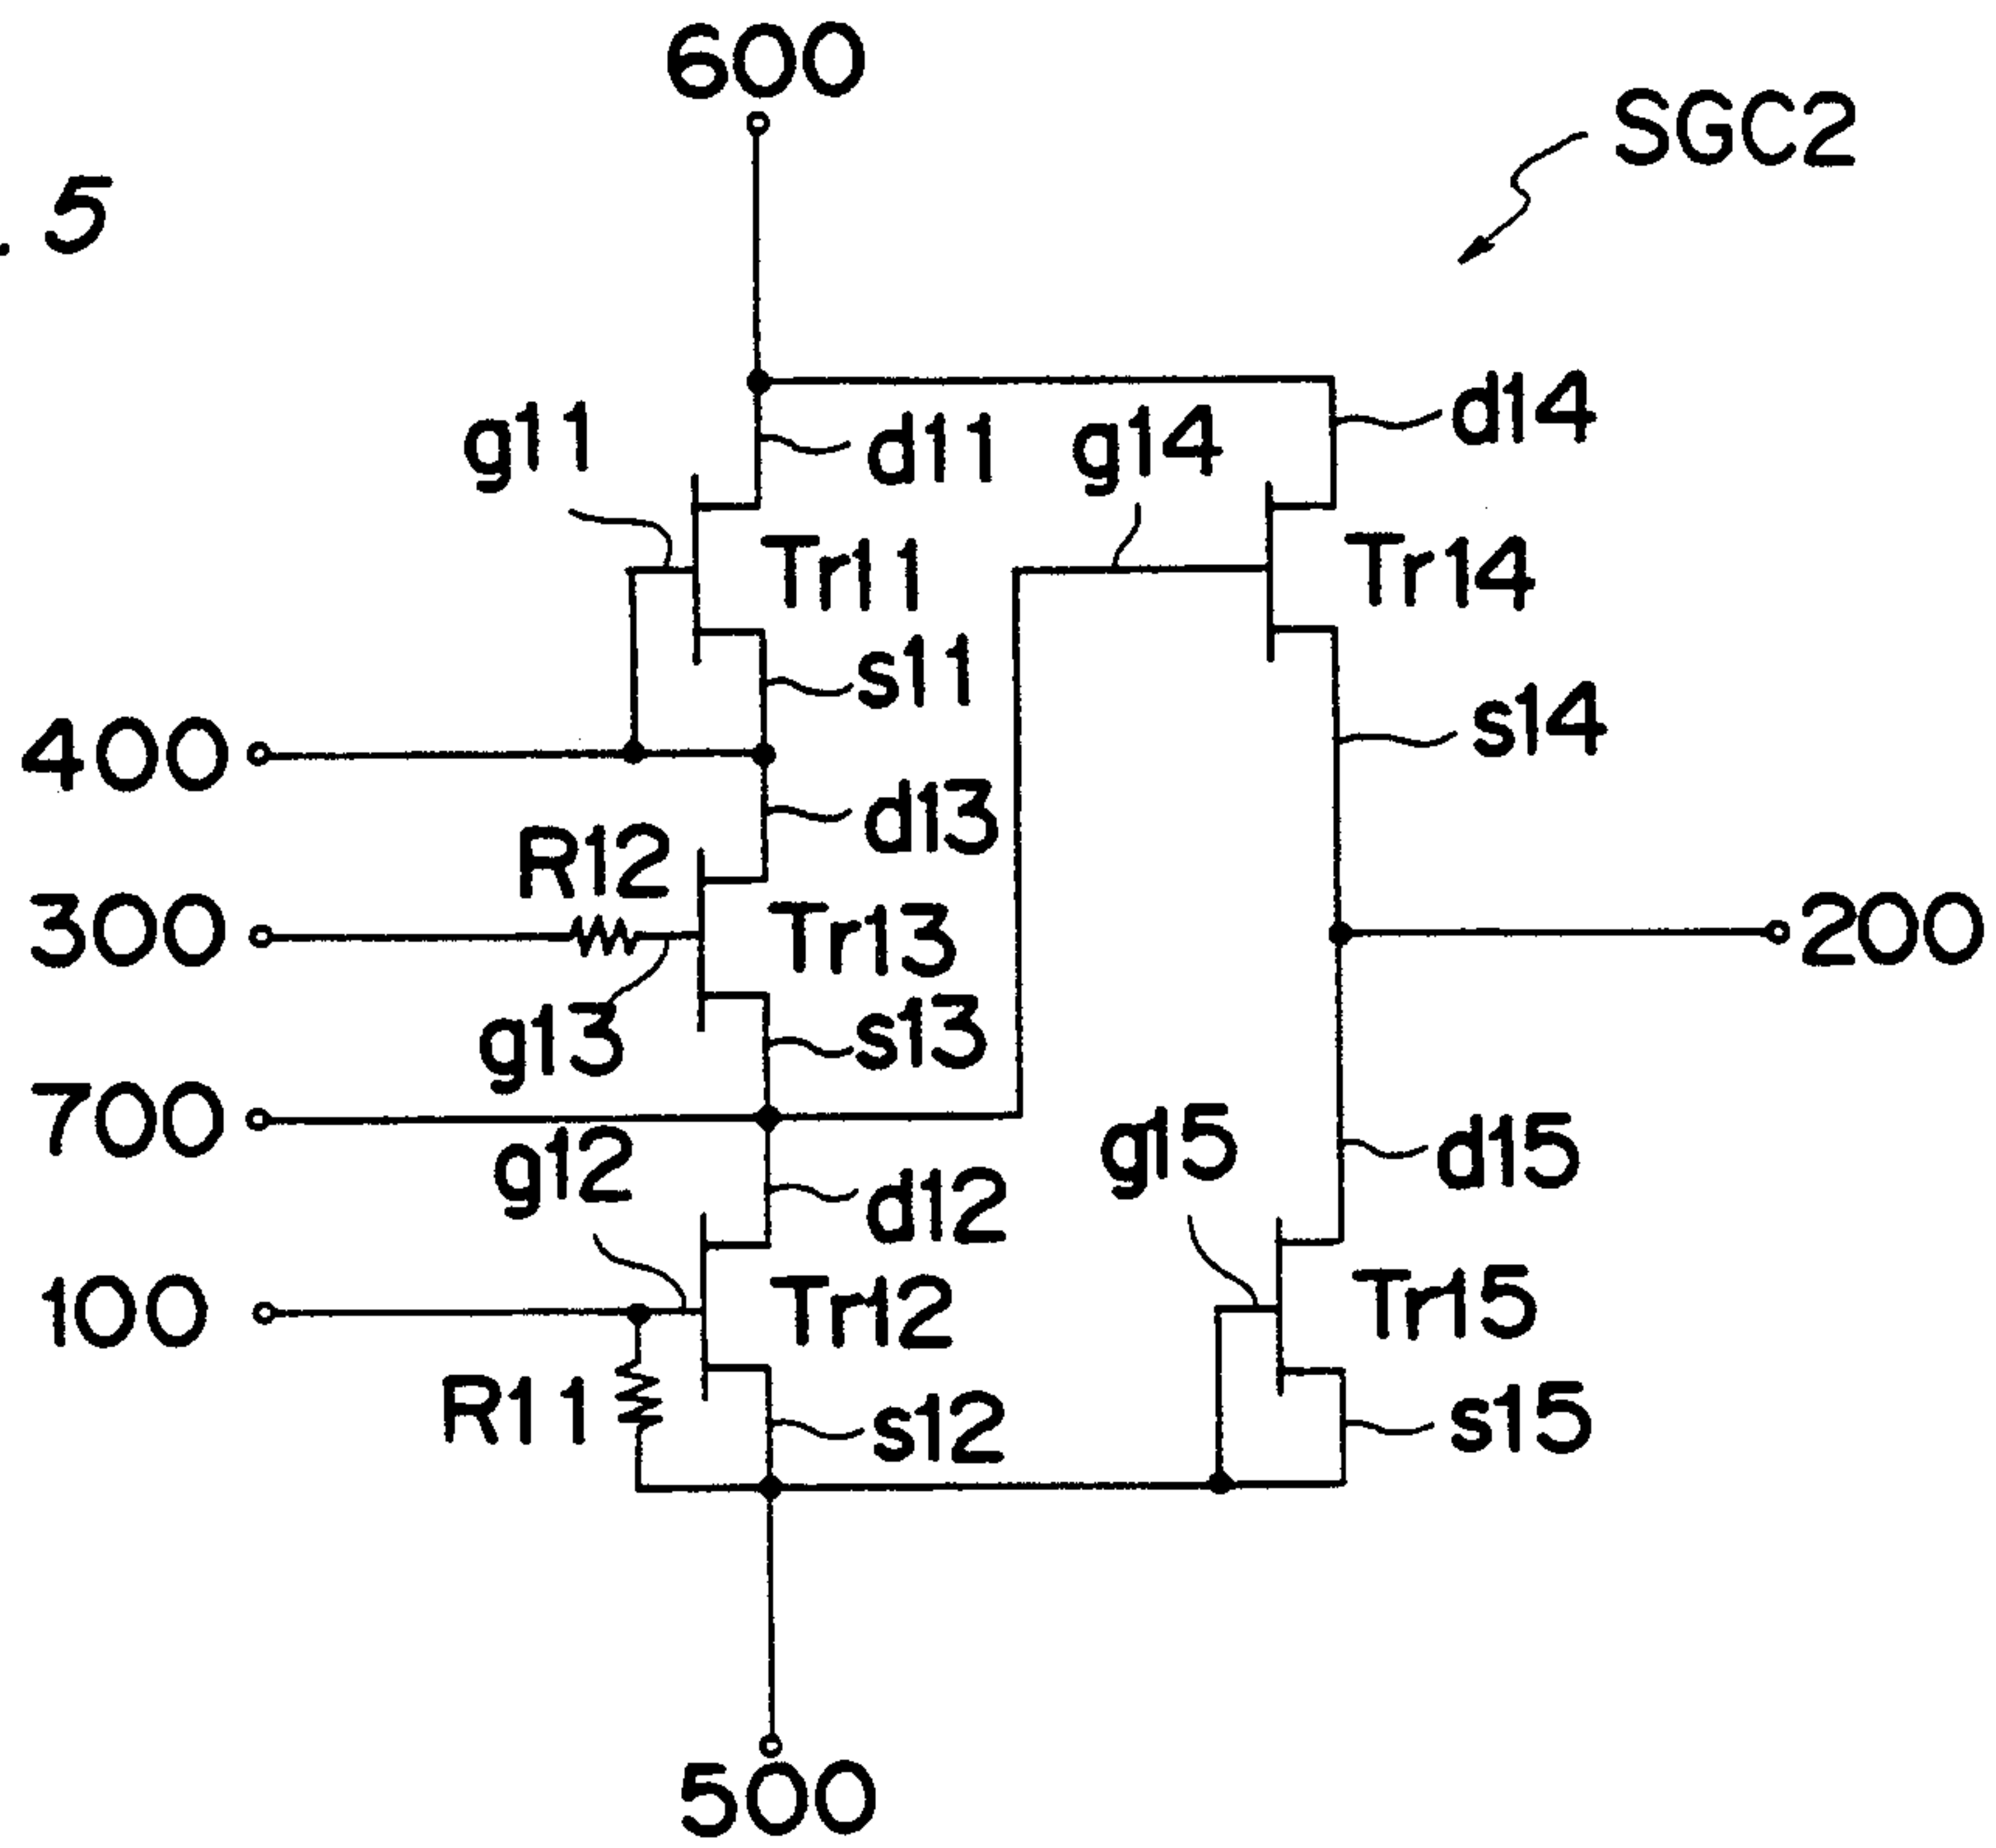 600
SGC2
. 5
d14
g11
d11
g14
Tr11
Tr14
s11
s14
400
d13
R12
300
Tr13
200
g13
s13
700
g12
g15
d15
d12
100
Tr12
Tr15
R11
s12
s15
500